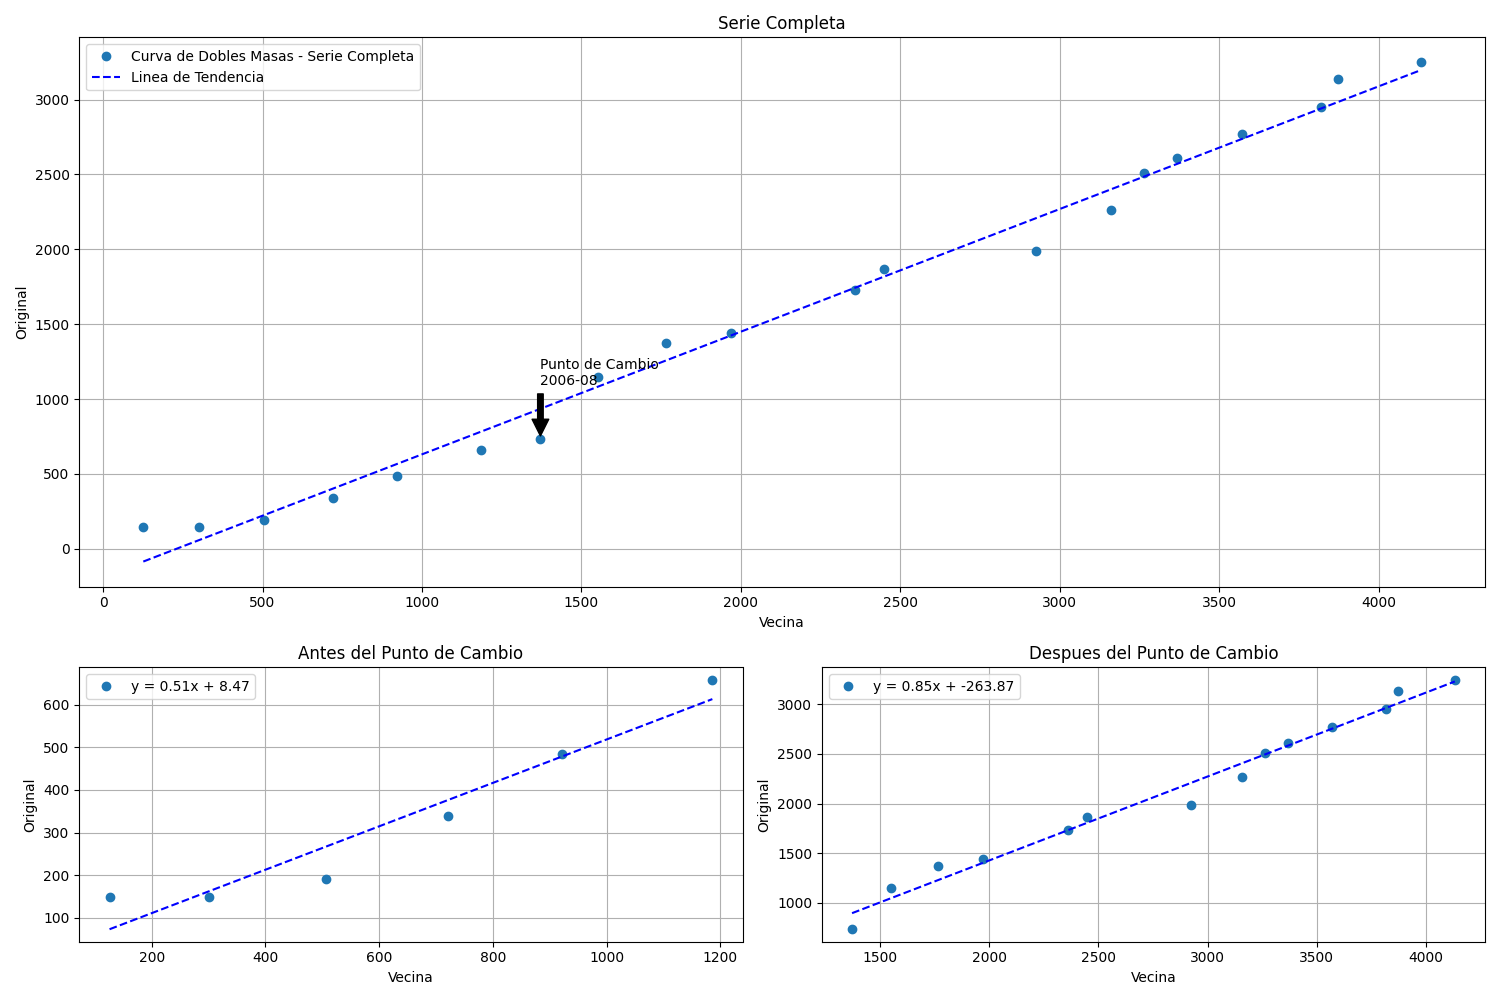 Serie Completa
Curva de Dobles Masas - Serie Completa
Linea de Tendencia
Original
3000
2500
2000
1500
1000
500
0
Punto de Cambio
2006-08
0 500 1000 1500 2000 2500 3000 3500 4000
Vecina
Antes del Punto de Cambio
y = 0.51x + 8.47
Original
600
500
400
300
200
100
200 400 600 800 1000 1200
Vecina
Despues del Punto de Cambio
y = 0.85x + -263.87
Original
3000
2500
2000
1500
1000
1500 2000 2500 3000 3500 4000
Vecina